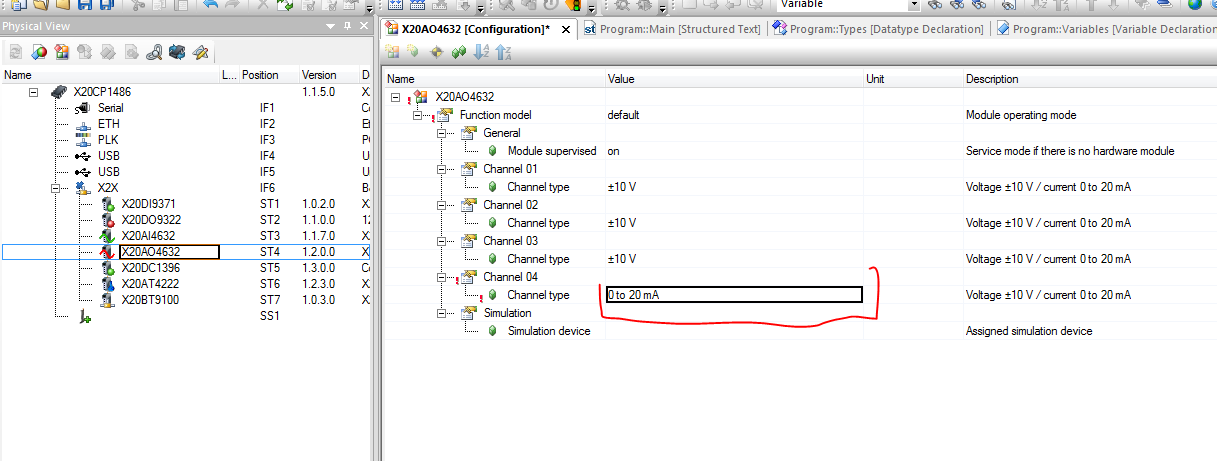 Variable
Physical View
X20AO4632 [Configuration]*
Program::Main [Structured Text]
Program::Types [Datatype Declaration]
Program::Variables [Variable Declaration
Name L... Position Version D
X20CP1486 1.1.5.0 X
Serial IF1 C
ETH IF2 E
PLK IF3 P
USB IF4 U
USB IF5 U
X2X IF6 B
X20DI9371 ST1 1.0.2.0 X
X20DO9322 ST2 1.1.0.0 12
X20AI4632 ST3 1.1.7.0 X
X20AO4632 ST4 1.2.0.0 X
X20DC1396 ST5 1.3.0.0 C
X20AT4222 ST6 1.2.3.0 X
X20BT9100 ST7 1.0.3.0 X
SS1
Name Value Unit Description
X20AO4632
Function model default Module operating mode
General
Module supervised on Service mode if there is no hardware module
Channel 01
Channel type ±10 V Voltage ±10 V / current 0 to 20 mA
Channel 02
Channel type ±10 V Voltage ±10 V / current 0 to 20 mA
Channel 03
Channel type ±10 V Voltage ±10 V / current 0 to 20 mA
Channel 04
Channel type 0 to 20 mA Voltage ±10 V / current 0 to 20 mA
Simulation
Simulation device Assigned simulation device